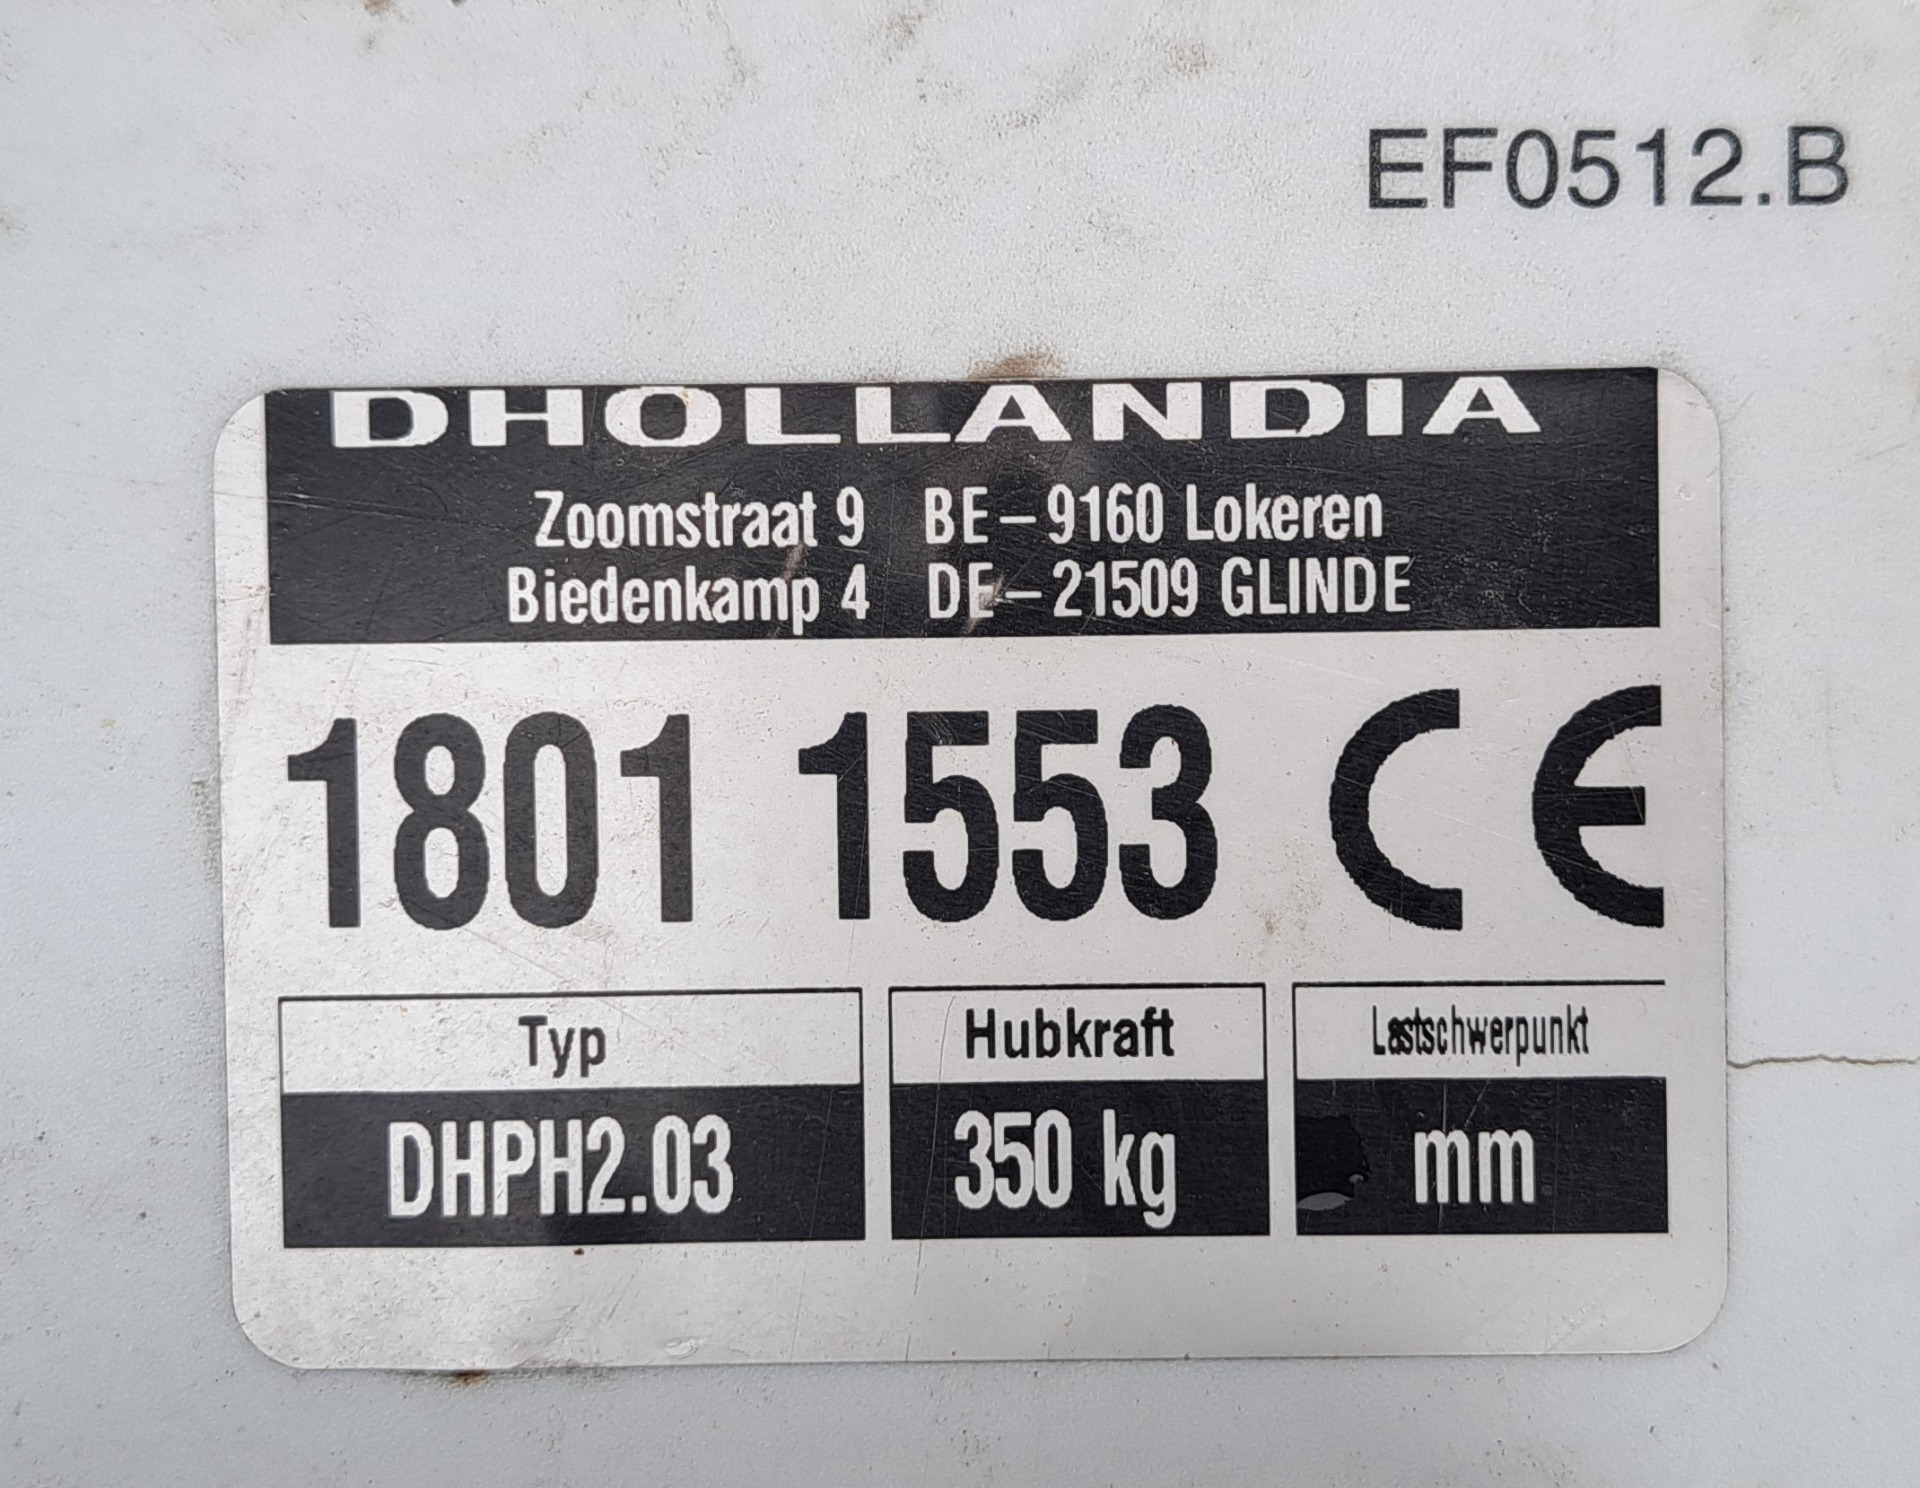 EF0512.B
DHOLLANDIA
Zoomstraat 9 BE-9160 Lokeren
Biedenkamp 4 DE-21509 GLINDE
1801 1553 CE
Typ Hubkraft Lastschwerpunkt
DHPH2.03 350 kg mm